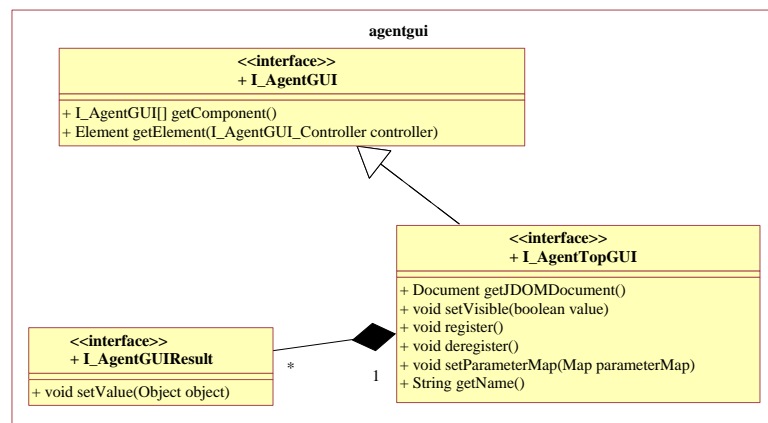 agentgui
<<interface>>
+ I_AgentGUI
+ I_AgentGUI[] getComponent()
+ Element getElement(I_AgentGUI_Controller controller)
<<interface>>
+ I_AgentTopGUI
+ Document getJDOMDocument()
+ void setVisible(boolean value)
+ void register()
+ void deregister()
+ void setParameterMap(Map parameterMap)
+ String getName()
<<interface>>
+ I_AgentGUIResult
+ void setValue(Object object)
*
1